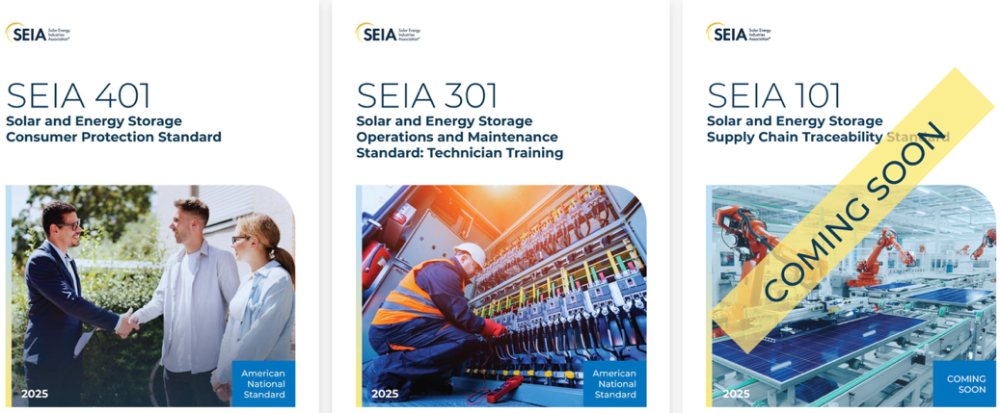 SEIA Solar Energy
Industries
Association®
SEIA 401
Solar and Energy Storage
Consumer Protection Standard
American
National
Standard
2025
SEIA Solar Energy
Industries
Association®
SEIA 301
Solar and Energy Storage
Operations and Maintenance
Standard: Technician Training
American
National
Standard
2025
SEIA Solar Energy
Industries
Association®
SEIA 101
Solar and Energy Storage
Supply Chain Traceability Standard
COMING SOON
COMING
SOON
2025